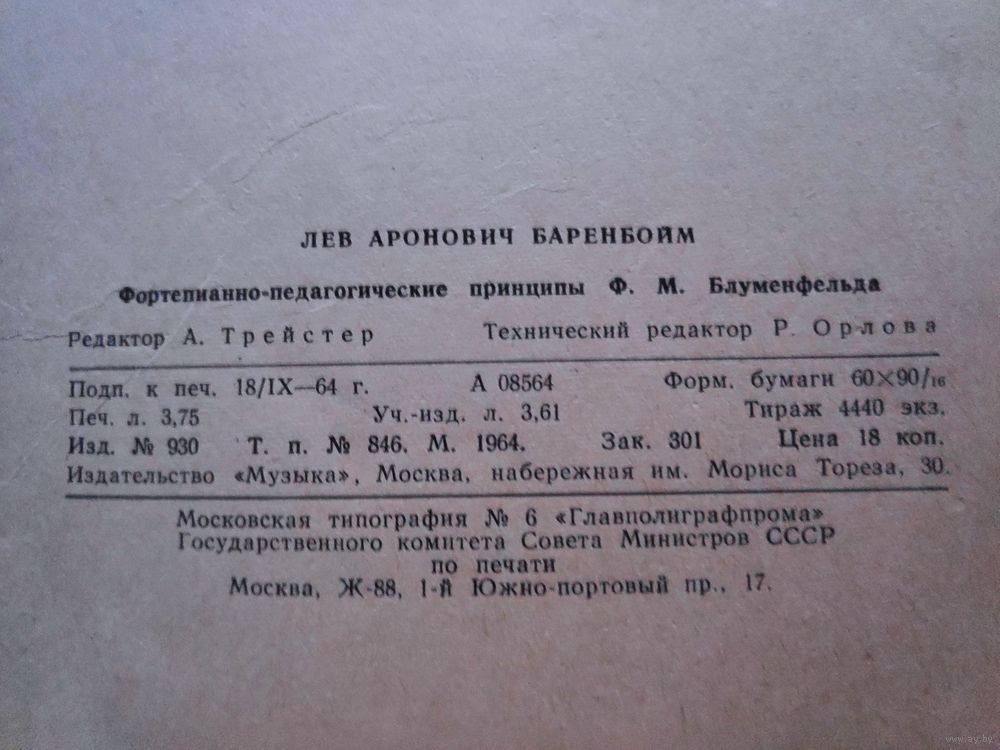 ЛЕВ АРОНОВИЧ БАРЕНБОЙМ
Фортепианно-педагогические принципы Ф. М. Блуменфельда
Редактор А. Трейстер Технический редактор Р. Орлова
Подп. к печ. 18/IX—64 г. А 08564 Форм. бумаги 60×90/16
Печ. л. 3,75 Уч.-изд. л. 3,61 Тираж 4440 экз.
Изд. № 930 Т. п. № 846. М. 1964. Зак. 301 Цена 18 коп.
Издательство «Музыка», Москва, набережная им. Мориса Тореза, 30.
Московская типография № 6 «Главполиграфпрома»
Государственного комитета Совета Министров СССР
по печати
Москва, Ж-88, 1-й Южно-портовый пр., 17.
www.ay.by